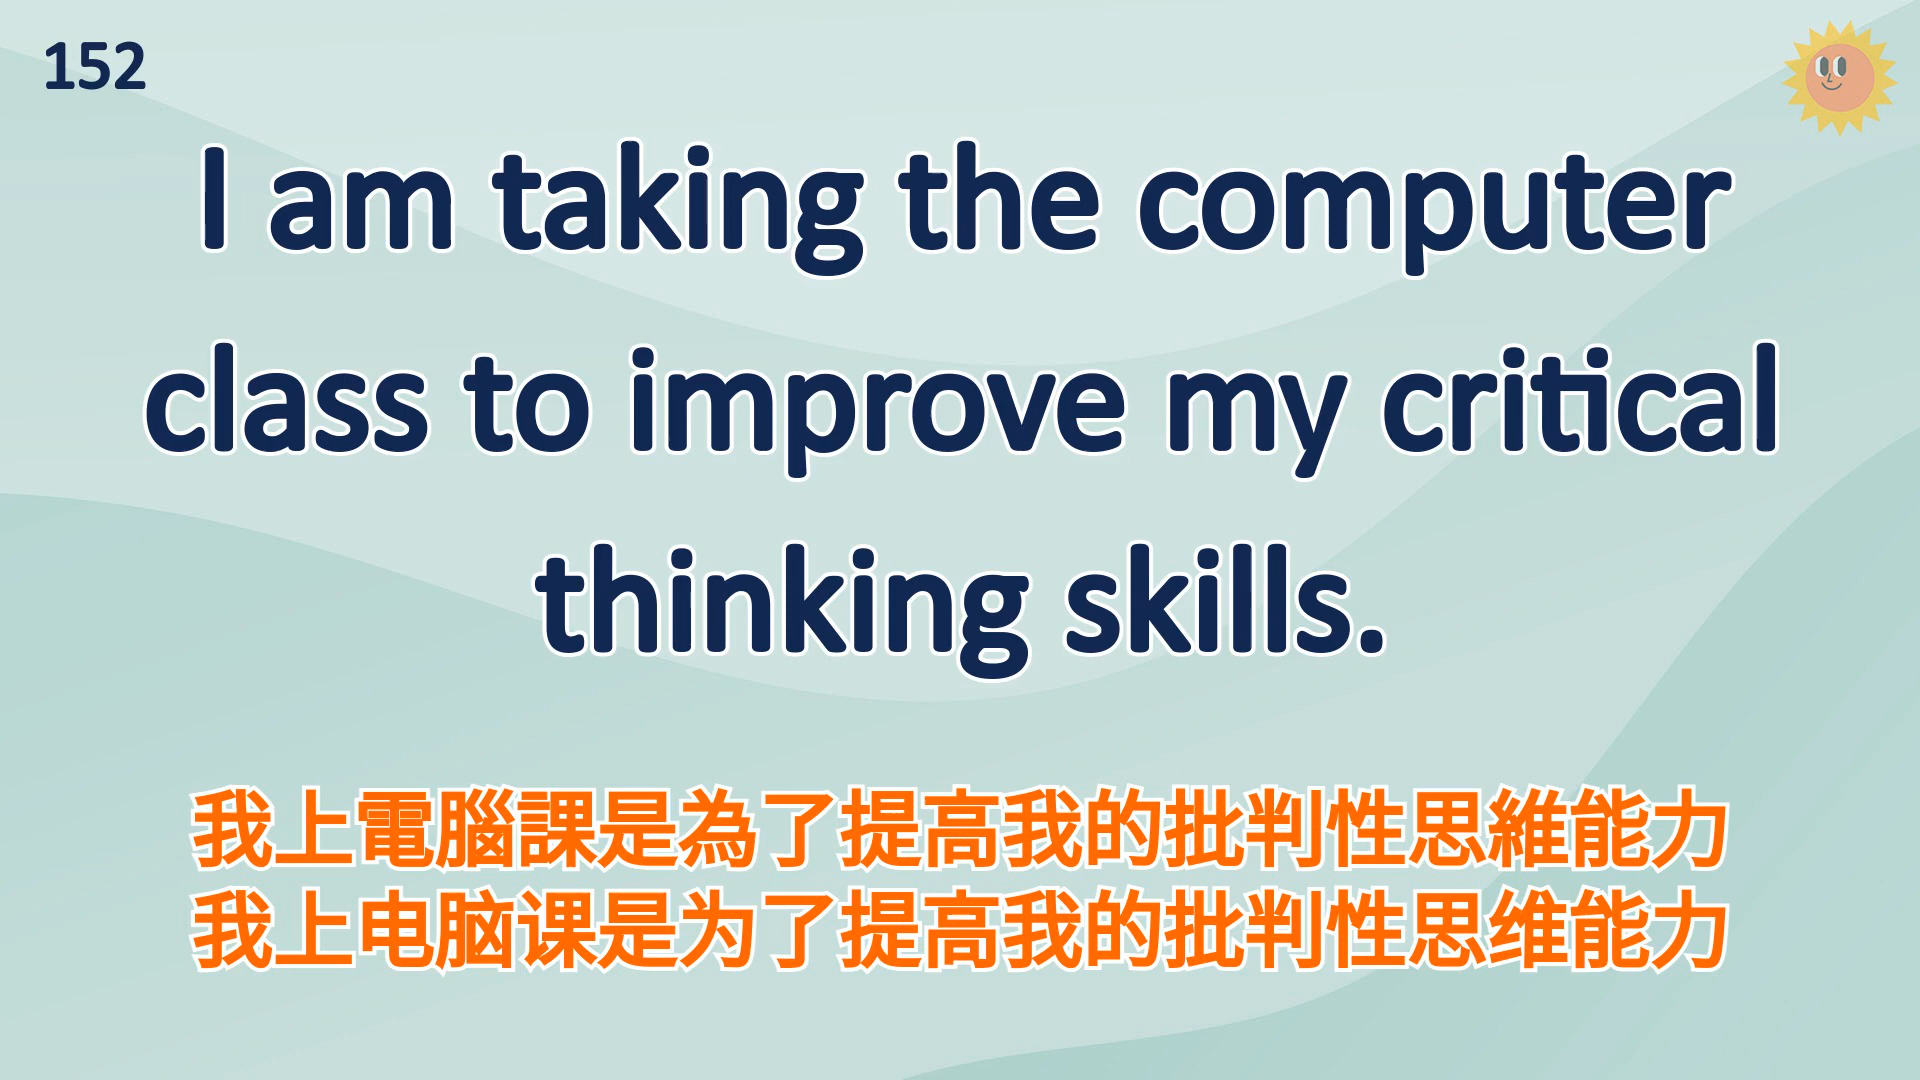 152
I am taking the computer
class to improve my critical
thinking skills.
我上電腦課是為了提高我的批判性思維能力
我上电脑课是为了提高我的批判性思维能力